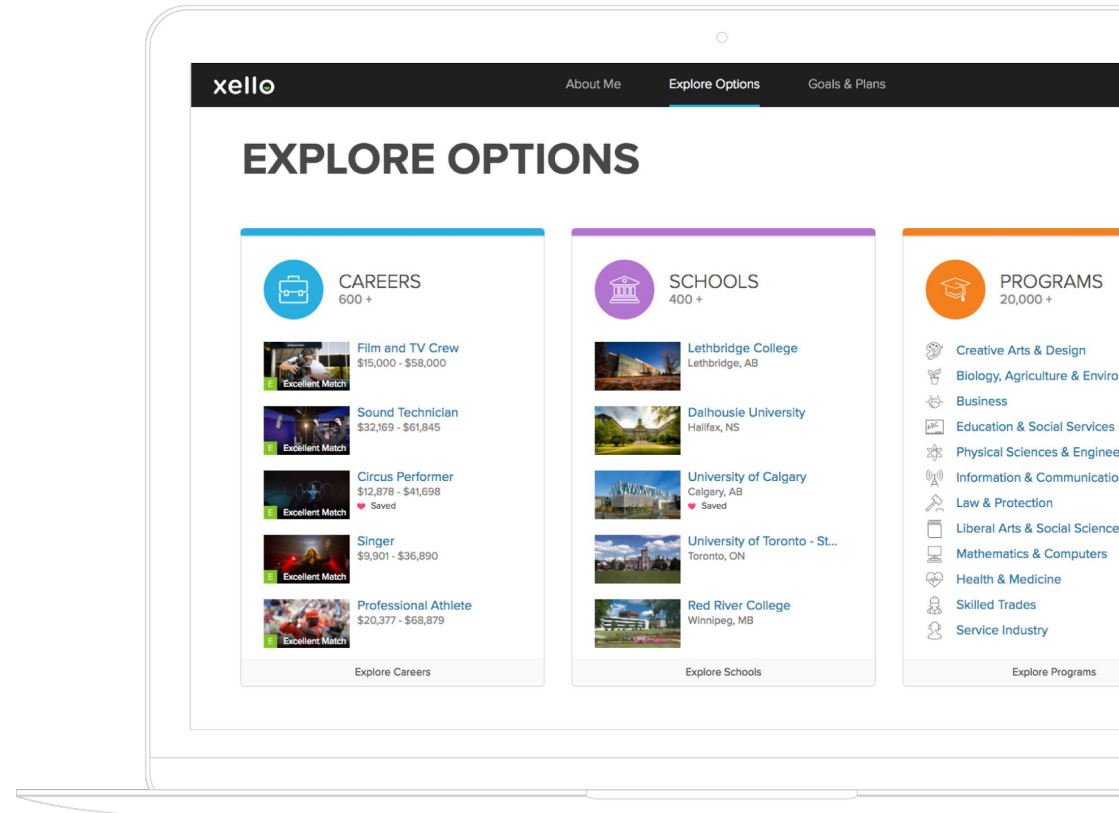 xello
About Me
Explore Options
Goals & Plans
EXPLORE OPTIONS
CAREERS
600 +
Film and TV Crew
$15,000 - $58,000
E Excellent Match
Sound Technician
$32,169 - $61,845
E Excellent Match
Circus Performer
$12,878 - $41,698
Saved
E Excellent Match
Singer
$9,901 - $36,890
E Excellent Match
Professional Athlete
$20,377 - $68,879
E Excellent Match
Explore Careers
SCHOOLS
400 +
Lethbridge College
Lethbridge, AB
Dalhousie University
Halifax, NS
University of Calgary
Calgary, AB
Saved
University of Toronto - St...
Toronto, ON
Red River College
Winnipeg, MB
Explore Schools
PROGRAMS
20,000 +
Creative Arts & Design
Biology, Agriculture & Enviro
Business
ABC
Education & Social Services
Physical Sciences & Enginee
Information & Communicatio
Law & Protection
Liberal Arts & Social Science
Mathematics & Computers
Health & Medicine
Skilled Trades
Service Industry
Explore Programs